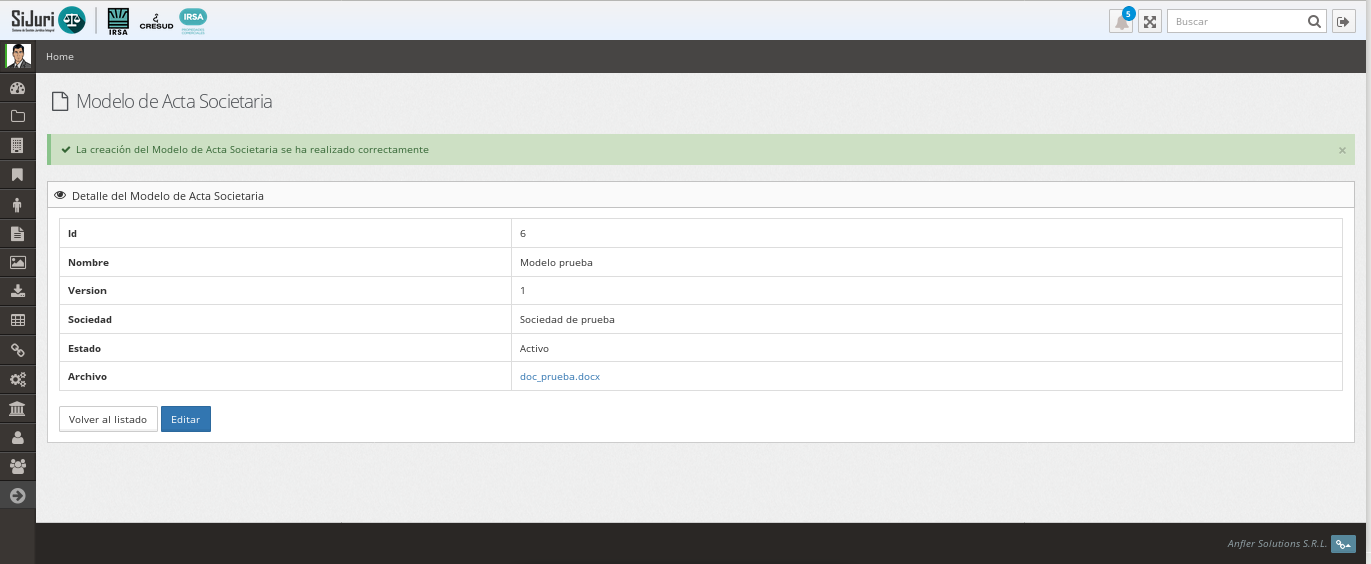 SiJuri
IRSA
CRESUD
IRSA
5
Buscar
Home
Modelo de Acta Societaria
La creación del Modelo de Acta Societaria se ha realizado correctamente
×
Detalle del Modelo de Acta Societaria
Id 6
Nombre Modelo prueba
Version 1
Sociedad Sociedad de prueba
Estado Activo
Archivo doc_prueba.docx
Volver al listado Editar
Anfler Solutions S.R.L.